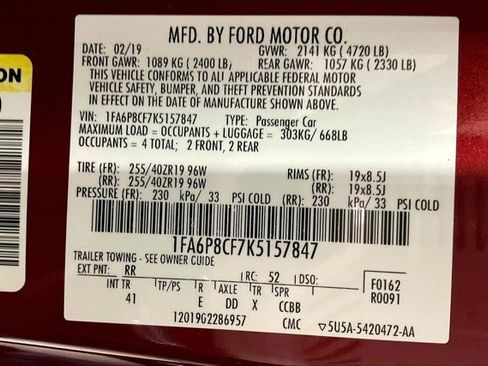 MFD. BY FORD MOTOR CO.
DATE: 02/19 GVWR: 2141 KG ( 4720 LB)
FRONT GAWR: 1089 KG ( 2400 LB) REAR GAWR: 1057 KG ( 2330 LB)
THIS VEHICLE CONFORMS TO ALL APPLICABLE FEDERAL MOTOR
VEHICLE SAFETY, BUMPER, AND THEFT PREVENTION STANDARDS
IN EFFECT ON THE DATE OF MANUFACTURE SHOWN ABOVE.
VIN: 1FA6P8CF7K5157847 TYPE: Passenger Car
MAXIMUM LOAD = OCCUPANTS + LUGGAGE = 303KG/ 668LB
OCCUPANTS = 4 TOTAL; 2 FRONT, 2 REAR
TIRE (FR): 255/40ZR19 96W RIMS (FR): 19x8.5J
(RR): 255/40ZR19 96W (RR): 19x8.5J
PRESSURE (FR): 230 kPa/ 33 PSI COLD (RR): 230 kPa/ 33 PSI COLD
1FA6P8CF7K5157847
TRAILER TOWING - SEE OWNER GUIDE
EXT PNT: RR RC: 52 DSO: F0162
INT TR TP/PS R AXLE TR SPR R0091
41 E DD X CCBB
12019G2286957 CMC 5U5A-5420472-AA